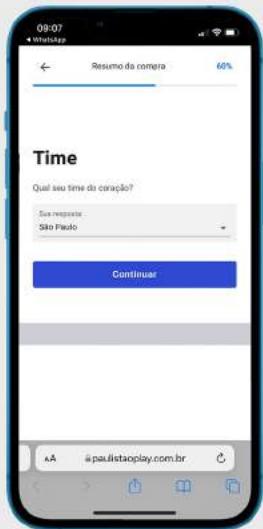 09:07
WhatsApp
Resumo da compra
60%
Time
Qual seu time do coração?
Sua resposta
São Paulo
Continuar
AA
paulistaoplay.com.br